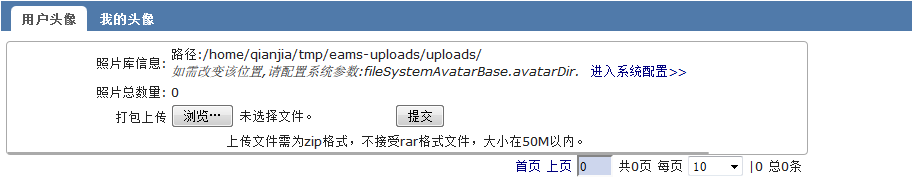 用户头像 我的头像
照片库信息: 路径:/home/qianjia/tmp/eams-uploads/uploads/
如需改变该位置,请配置系统参数:fileSystemAvatarBase.avatarDir. 进入系统配置>>
照片总数量: 0
打包上传 浏览… 未选择文件。 提交
上传文件需为zip格式，不接受rar格式文件，大小在50M以内。
首页 上页 0 共0页 每页 10 |0 总0条